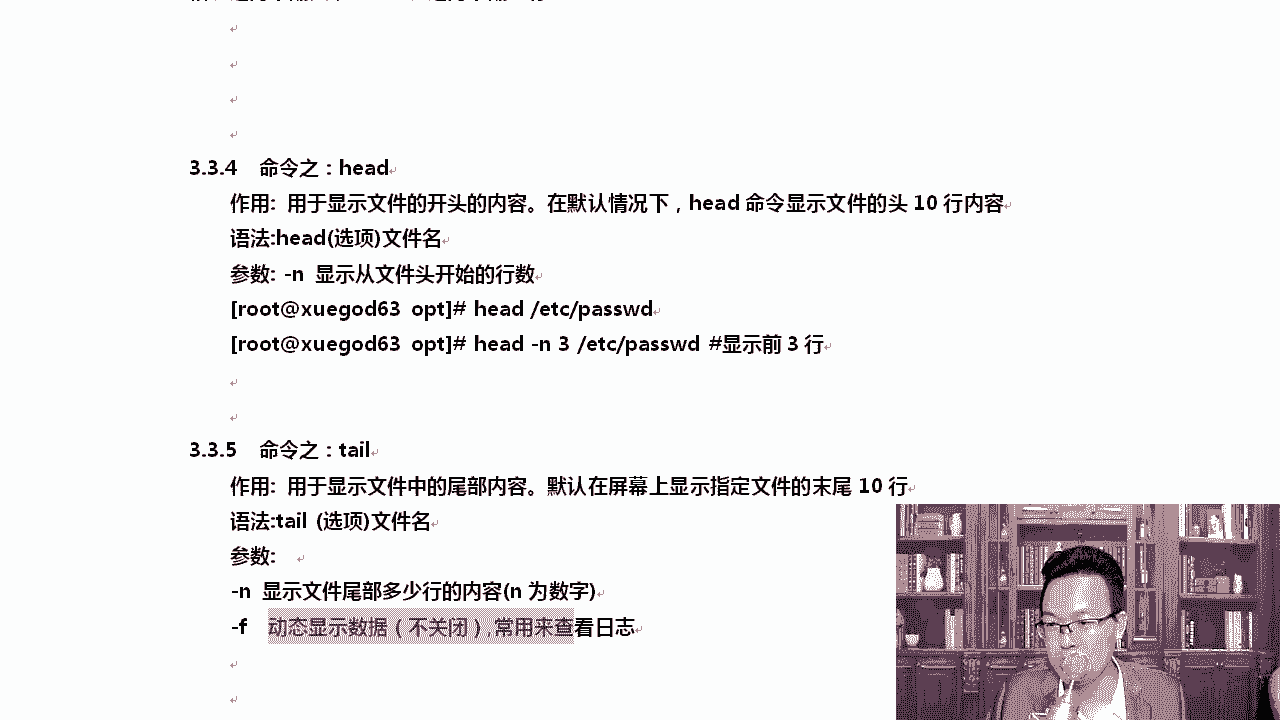 3.3.4 命令之：head
作用: 用于显示文件的开头的内容。在默认情况下，head 命令显示文件的头 10 行内容
语法:head(选项)文件名
参数: -n 显示从文件头开始的行数
[root@xuegod63 opt]# head /etc/passwd
[root@xuegod63 opt]# head -n 3 /etc/passwd #显示前 3 行
3.3.5 命令之：tail
作用: 用于显示文件中的尾部内容。默认在屏幕上显示指定文件的末尾 10 行
语法:tail (选项)文件名
参数:
-n 显示文件尾部多少行的内容(n 为数字)
-f 动态显示数据（不关闭）,常用来查看日志